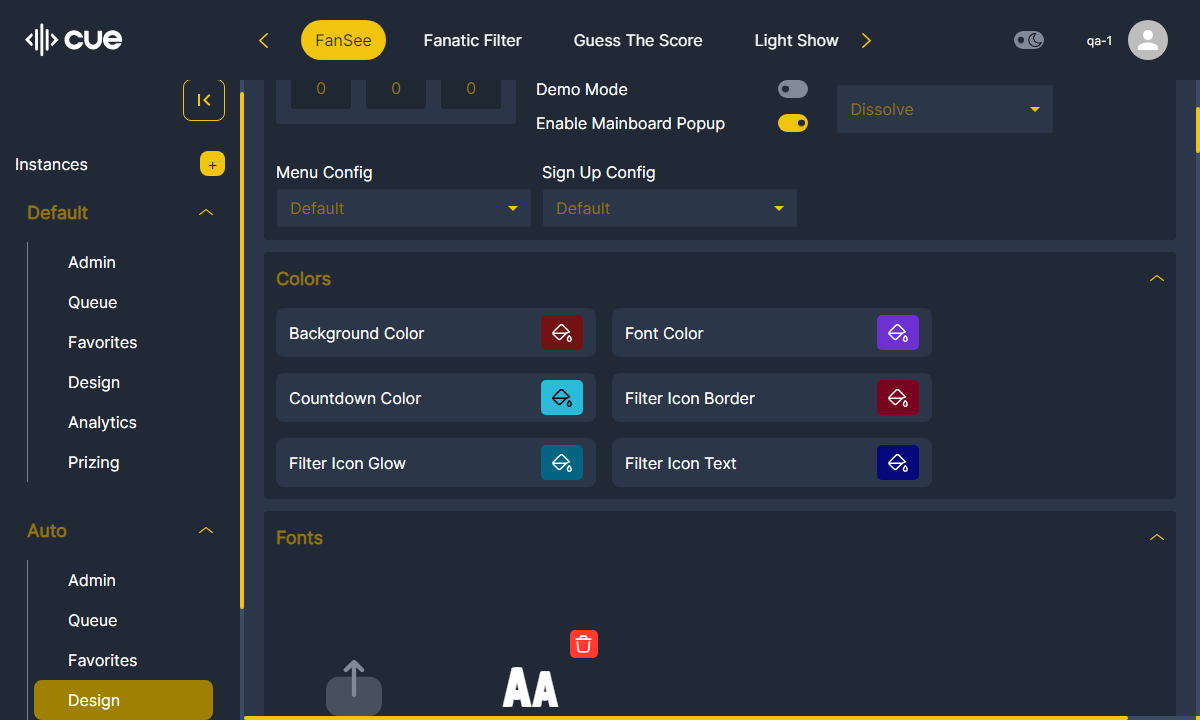 cue
FanSee
Fanatic Filter
Guess The Score
Light Show
qa-1
Instances
+
Default
Admin
Queue
Favorites
Design
Analytics
Prizing
Auto
Admin
Queue
Favorites
Design
0 0 0
Demo Mode
Enable Mainboard Popup
Dissolve
Menu Config
Default
Sign Up Config
Default
Colors
Background Color
Font Color
Countdown Color
Filter Icon Border
Filter Icon Glow
Filter Icon Text
Fonts
AA